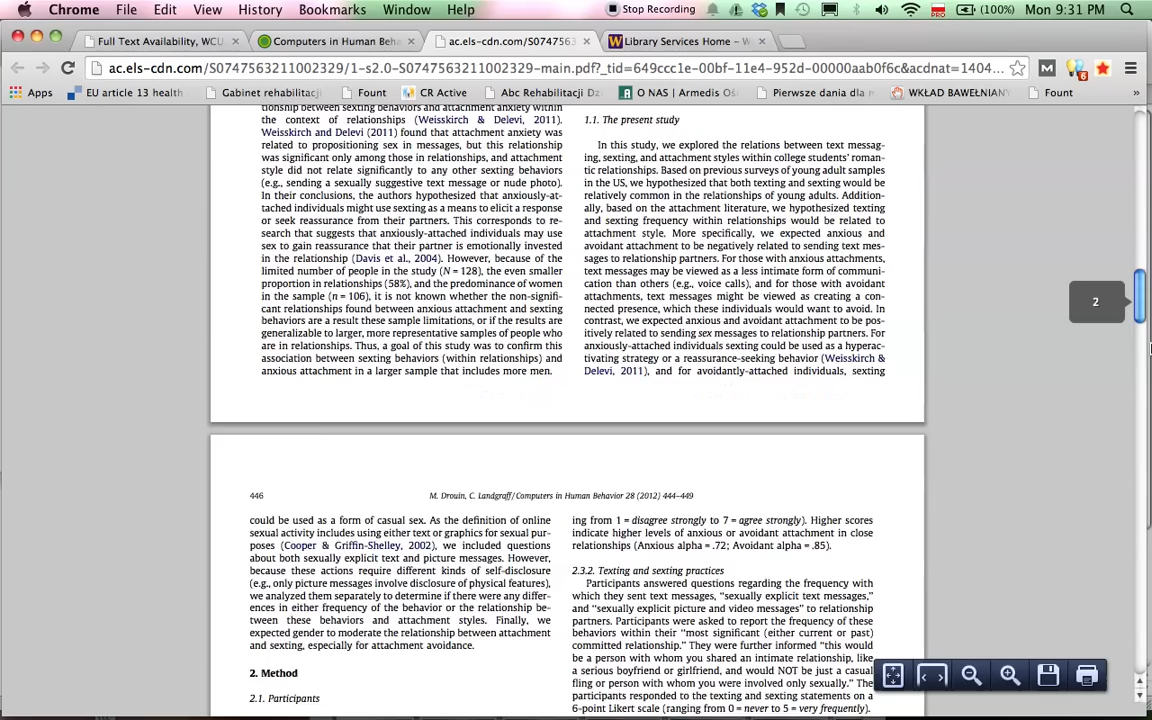 Chrome File Edit View History Bookmarks Window Help Stop Recording (100%) Mon 9:31 PM
Full Text Availability, WCU × Computers in Human Beha × ac.els-cdn.com/S0747563 × Library Services Home – W ×
ac.els-cdn.com/S0747563211002329/1-s2.0-S0747563211002329-main.pdf?_tid=649ccc1e-00bf-11e4-952d-00000aab0f6c&acdnat=1404... M 6
Apps EU article 13 health Gabinet rehabilitacj Fount CR Active Abc Rehabilitacji Dz A O NAS | Armedis Oś Pierwsze dania dla m WKŁAD BAWEŁNIAN Fount »
tionship between sexting behaviors and attachment anxiety within
the context of relationships (Weisskirch & Delevi, 2011).
Weisskirch and Delevi (2011) found that attachment anxiety was
related to propositioning sex in messages, but this relationship
was significant only among those in relationships, and attachment
style did not relate significantly to any other sexting behaviors
(e.g., sending a sexually suggestive text message or nude photo).
In their conclusions, the authors hypothesized that anxiously-at-
tached individuals might use sexting as a means to elicit a response
or seek reassurance from their partners. This corresponds to re-
search that suggests that anxiously-attached individuals may use
sex to gain reassurance that their partner is emotionally invested
in the relationship (Davis et al., 2004). However, because of the
limited number of people in the study (N = 128), the even smaller
proportion in relationships (58%), and the predominance of women
in the sample (n = 106), it is not known whether the non-signifi-
cant relationships found between anxious attachment and sexting
behaviors are a result these sample limitations, or if the results are
generalizable to larger, more representative samples of people who
are in relationships. Thus, a goal of this study was to confirm this
association between sexting behaviors (within relationships) and
anxious attachment in a larger sample that includes more men.
1.1. The present study
In this study, we explored the relations between text messag-
ing, sexting, and attachment styles within college students' roman-
tic relationships. Based on previous surveys of young adult samples
in the US, we hypothesized that both texting and sexting would be
relatively common in the relationships of young adults. Addition-
ally, based on the attachment literature, we hypothesized texting
and sexting frequency within relationships would be related to
attachment style. More specifically, we expected anxious and
avoidant attachment to be negatively related to sending text mes-
sages to relationship partners. For those with anxious attachments,
text messages may be viewed as a less intimate form of communi-
cation than others (e.g., voice calls), and for those with avoidant
attachments, text messages might be viewed as creating a con-
nected presence, which these individuals would want to avoid. In
contrast, we expected anxious and avoidant attachment to be pos-
itively related to sending sex messages to relationship partners. For
anxiously-attached individuals sexting could be used as a hyperac-
tivating strategy or a reassurance-seeking behavior (Weisskirch &
Delevi, 2011), and for avoidantly-attached individuals, sexting
2
446 M. Drouin, C. Landgraff / Computers in Human Behavior 28 (2012) 444–449
could be used as a form of casual sex. As the definition of online
sexual activity includes using either text or graphics for sexual pur-
poses (Cooper & Griffin-Shelley, 2002), we included questions
about both sexually explicit text and picture messages. However,
because these actions require different kinds of self-disclosure
(e.g., only picture messages involve disclosure of physical features),
we analyzed them separately to determine if there were any differ-
ences in either frequency of the behavior or the relationship be-
tween these behaviors and attachment styles. Finally, we
expected gender to moderate the relationship between attachment
and sexting, especially for attachment avoidance.
2. Method
2.1. Participants
ing from 1 = disagree strongly to 7 = agree strongly). Higher scores
indicate higher levels of anxious or avoidant attachment in close
relationships (Anxious alpha = .72; Avoidant alpha = .85).
2.3.2. Texting and sexting practices
Participants answered questions regarding the frequency with
which they sent text messages, "sexually explicit text messages,"
and "sexually explicit picture and video messages" to relationship
partners. Participants were asked to report the frequency of these
behaviors within their "most significant (either current or past)
committed relationship." They were further informed "this would
be a person with whom you shared an intimate relationship, like
a serious boyfriend or girlfriend, and would NOT be just a casual
fling or person with whom you were involved only sexually." The
participants responded to the texting and sexting statements on a
6-point Likert scale (ranging from 0 = never to 5 = very frequently).